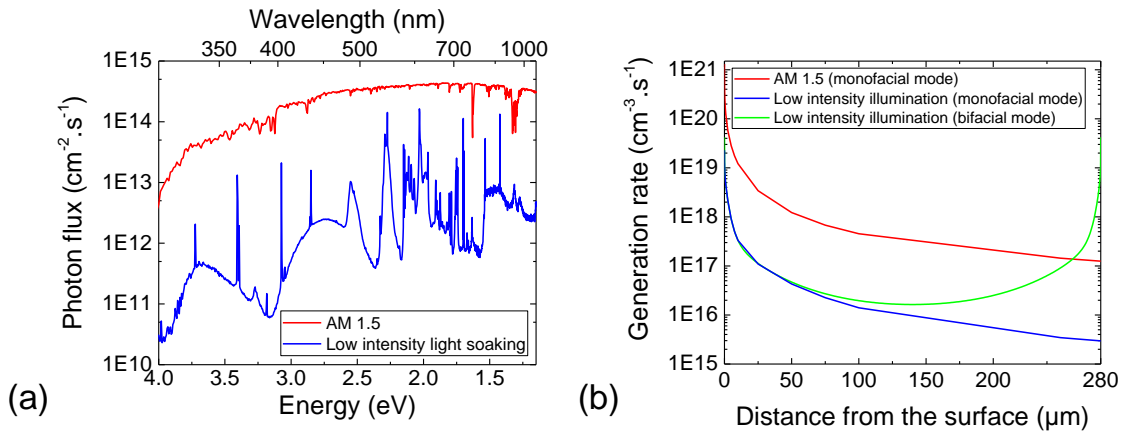 Wavelength (nm)
350 400 500 600 700 1000
1E15
1E14
1E13
1E12
1E11
1E10
Photon flux (cm⁻².s⁻¹)
AM 1.5
Low intensity light soaking
4.0 3.5 3.0 2.5 2.0 1.5
Energy (eV)
(a)
1E21
1E20
1E19
1E18
1E17
1E16
1E15
Generation rate (cm⁻³.s⁻¹)
AM 1.5 (monofacial mode)
Low intensity illumination (monofacial mode)
Low intensity illumination (bifacial mode)
0 50 100 150 200 280
Distance from the surface (µm)
(b)